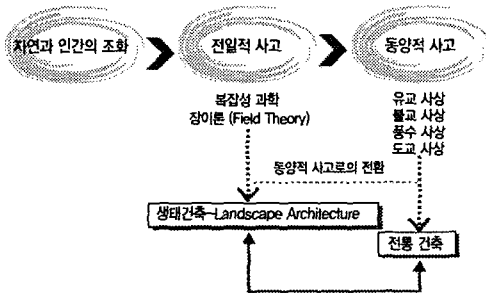 자연과 인간의 조화
전일적 사고
동양적 사고
복잡성 과학
장이론 (Field Theory)
유교 사상
불교 사상
풍수 사상
도교 사상
동양적 사고로의 전환
생태건축-Landscape Architecture
전통 건축